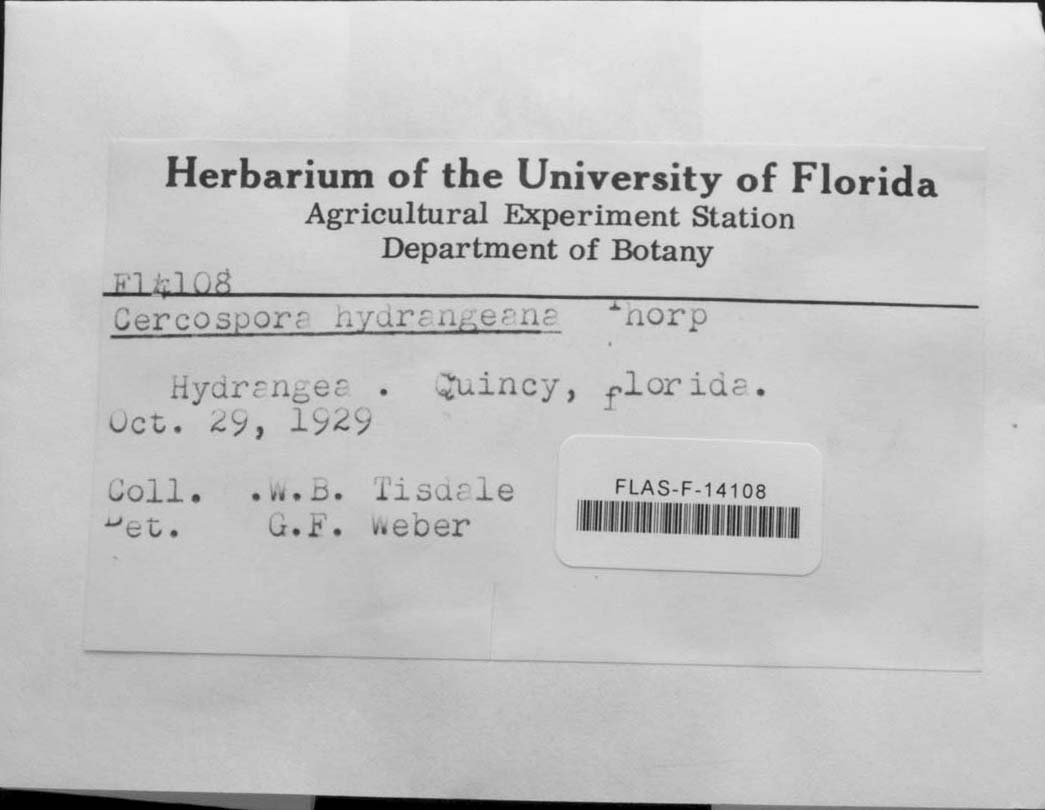 Herbarium of the University of Florida
Agricultural Experiment Station
Department of Botany
F14108
Cercospora hydrangeana Thorp
Hydrangea . Quincy, florida.
Oct. 29, 1929
Coll. .W.B. Tisdale
Det. G.F. Weber
FLAS-F-14108